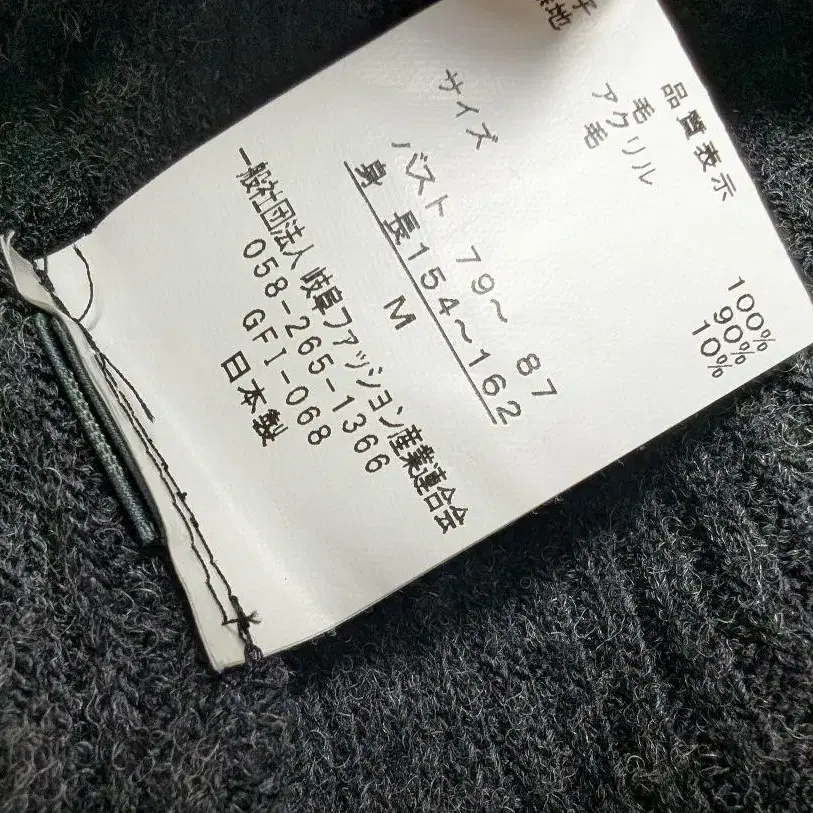 品質表示
毛 100%
アクリル 90%
毛 10%
サイズ
バスト 79〜 87
身 長154〜162
M
一般社団法人 岐阜ファッション産業連合会
058-265-1366
GFI-068
日本製